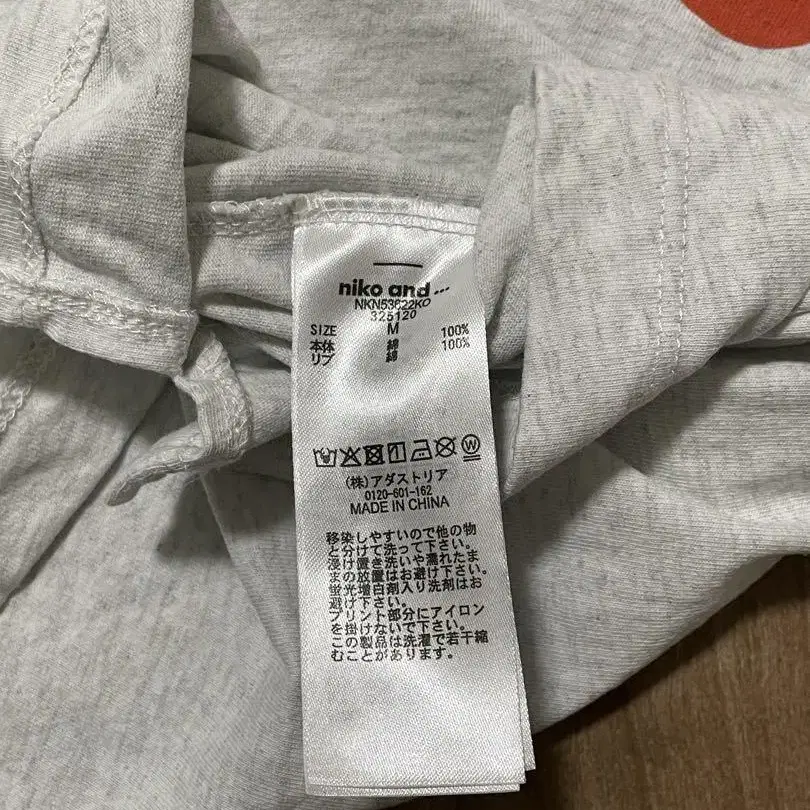 niko and ...
NKN53622KO
325120
SIZE M
本体 綿 100%
リブ 綿 100%
W
(株)アダストリア
0120-601-162
MADE IN CHINA
移染しやすいので他の物
と分けて洗って下さい。
浸け置き洗いや濡れたま
まの放置はお避け下さい。
蛍光増白剤入り洗剤はお
避け下さい。
プリント部分にアイロン
を掛けないで下さい。
この製品は洗濯で若干縮
むことがあります。